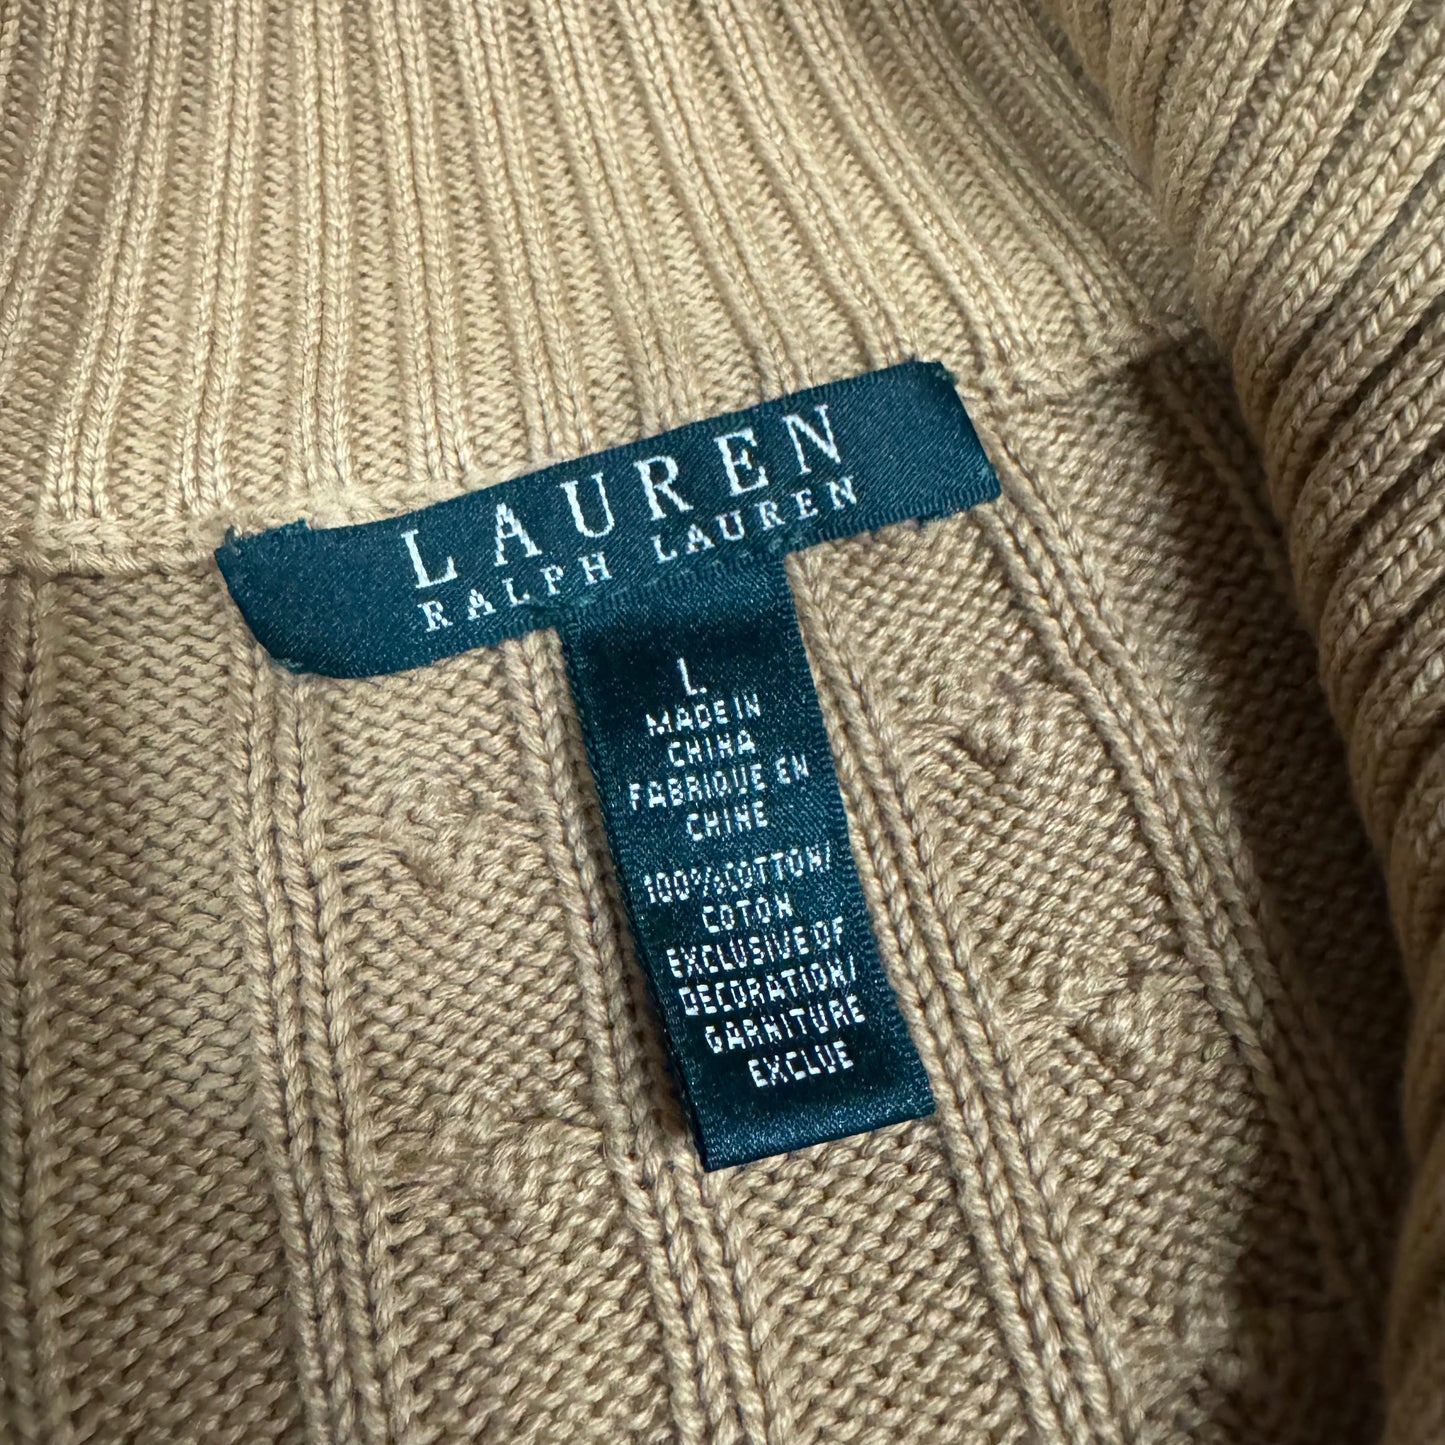 LAUREN
RALPH LAUREN
L.
MADE IN
CHINA
FABRIQUE EN
CHINE
100%COTTON/
COTON
EXCLUSIVE OF
DECORATION/
GARNITURE
EXCLUE